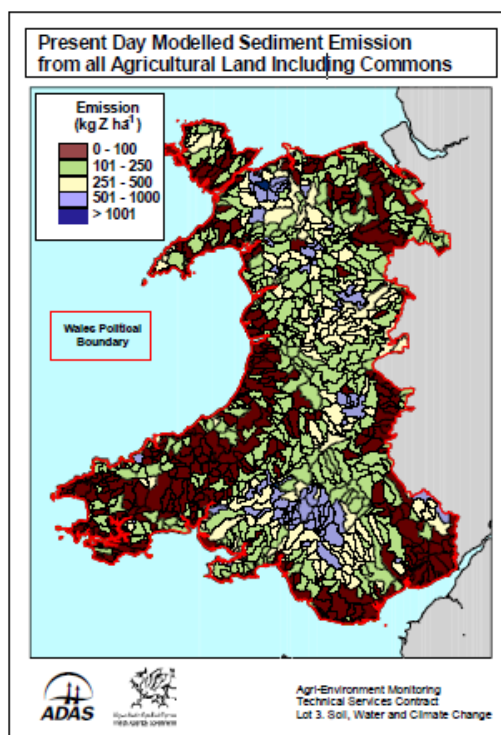 Present Day Modelled Sediment Emission
from all Agricultural Land Including Commons
Emission
(kg Z ha⁻¹)
0 - 100
101 - 250
251 - 500
501 - 1000
> 1001
Wales Political
Boundary
ADAS
Agri-Environment Monitoring
Technical Services Contract
Lot 3. Soil, Water and Climate Change